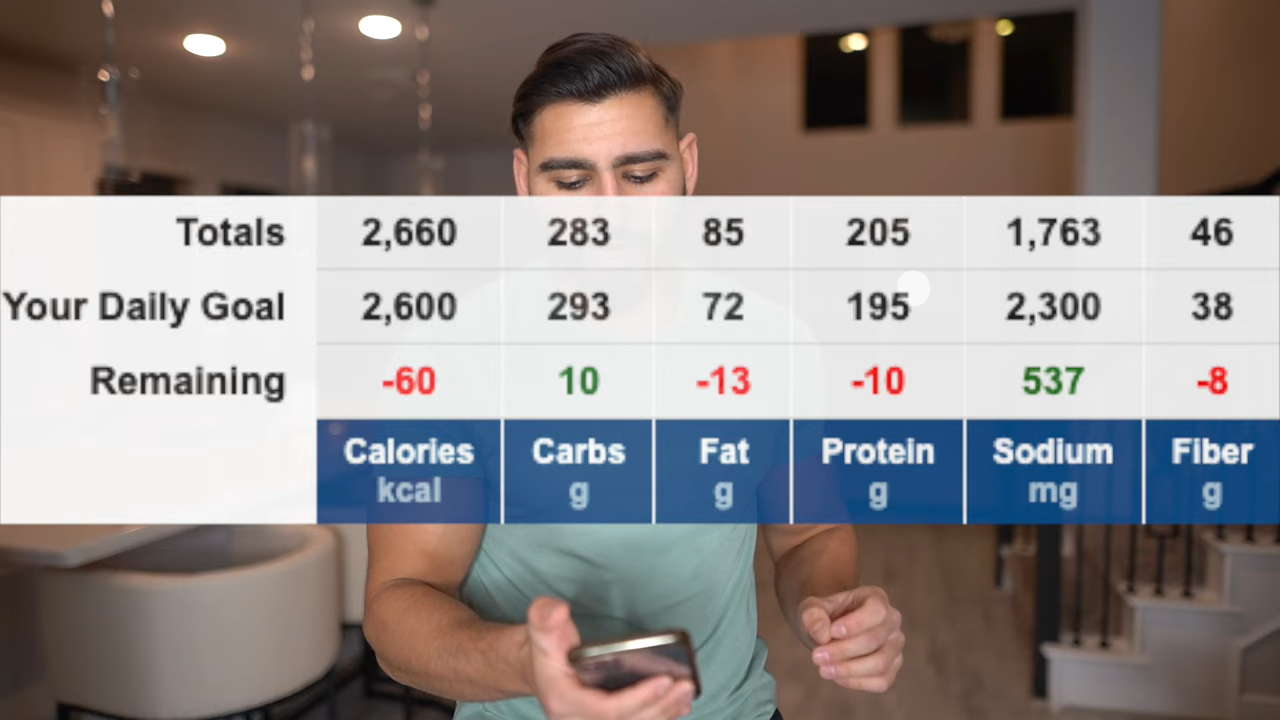 Totals 2,660 283 85 205 1,763 46
Your Daily Goal 2,600 293 72 195 2,300 38
Remaining -60 10 -13 -10 537 -8
Calories Carbs Fat Protein Sodium Fiber
kcal g g g mg g